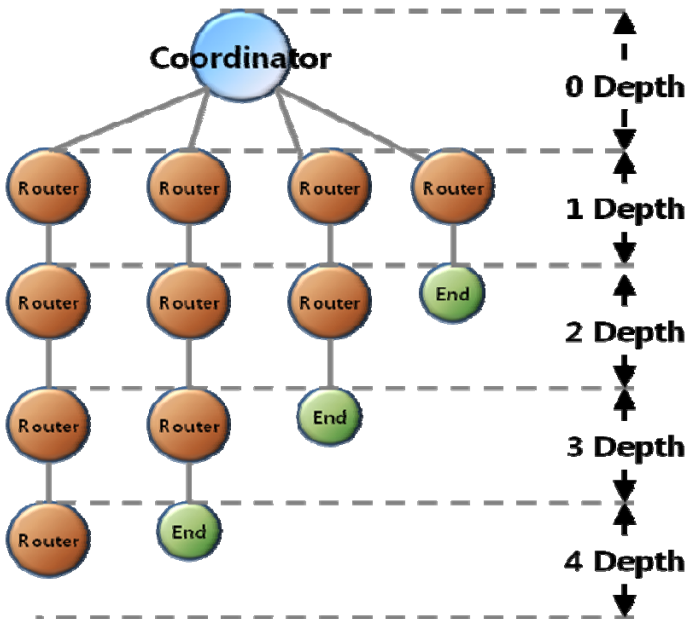 Coordinator
0 Depth
Router Router Router Router
1 Depth
Router Router Router End
2 Depth
Router Router End
3 Depth
Router End
4 Depth